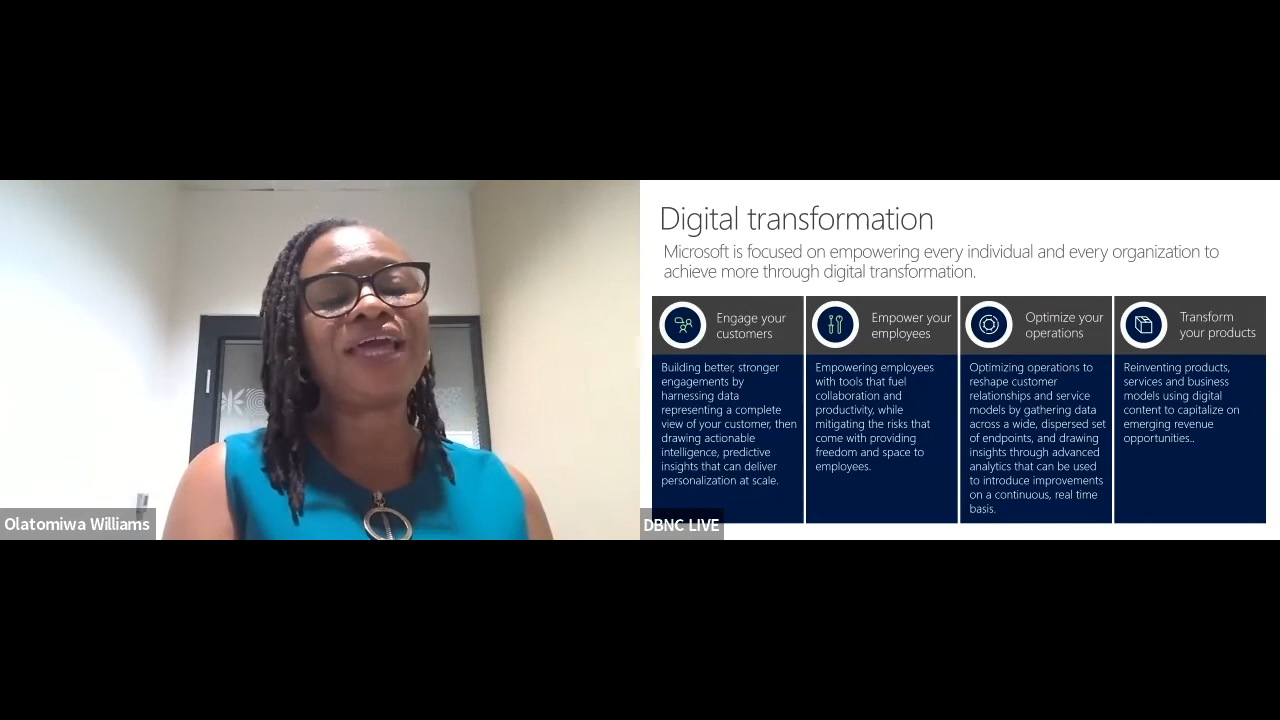 Olatomiwa Williams
Digital transformation
Microsoft is focused on empowering every individual and every organization to
achieve more through digital transformation.
Engage your
customers
Building better, stronger
engagements by
harnessing data
representing a complete
view of your customer, then
drawing actionable
intelligence, predictive
insights that can deliver
personalization at scale.
Empower your
employees
Empowering employees
with tools that fuel
collaboration and
productivity, while
mitigating the risks that
come with providing
freedom and space to
employees.
Optimize your
operations
Optimizing operations to
reshape customer
relationships and service
models by gathering data
across a wide, dispersed set
of endpoints, and drawing
insights through advanced
analytics that can be used
to introduce improvements
on a continuous, real time
basis.
Transform
your products
Reinventing products,
services and business
models using digital
content to capitalize on
emerging revenue
opportunities..
DBNC LIVE